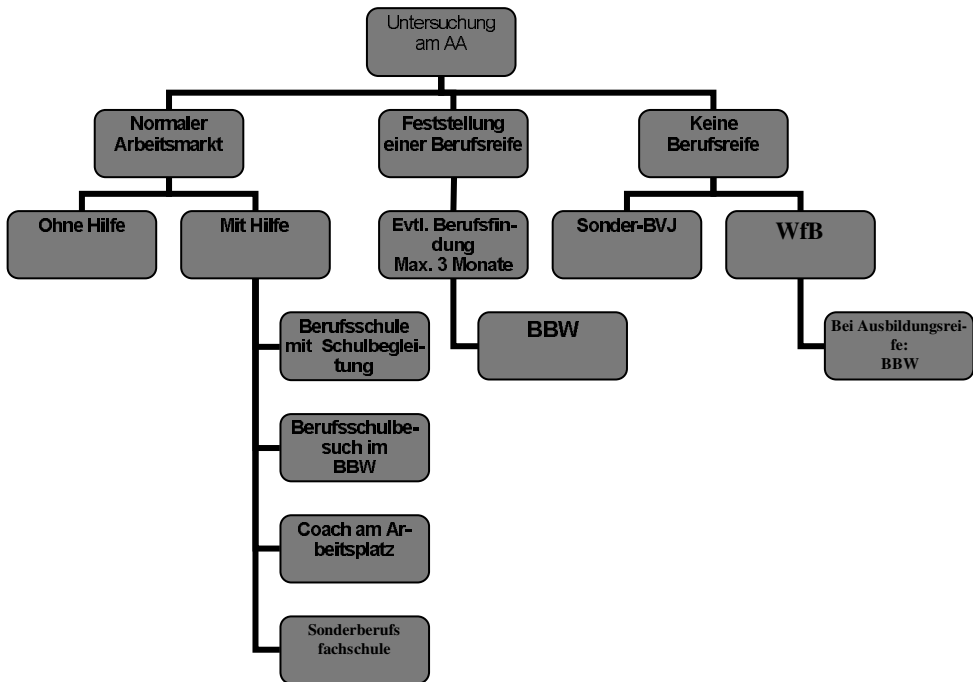 Untersuchung
am AA
Normaler
Arbeitsmarkt
Feststellung
einer Berufsreife
Keine
Berufsreife
Ohne Hilfe
Mit Hilfe
Evtl. Berufsfin-
dung
Max. 3 Monate
Sonder-BVJ
WfB
Berufsschule
mit Schulbeglei-
tung
BBW
Bei Ausbildungsrei-
fe:
BBW
Berufsschulbe-
such im
BBW
Coach am Ar-
beitsplatz
Sonderberufs
fachschule